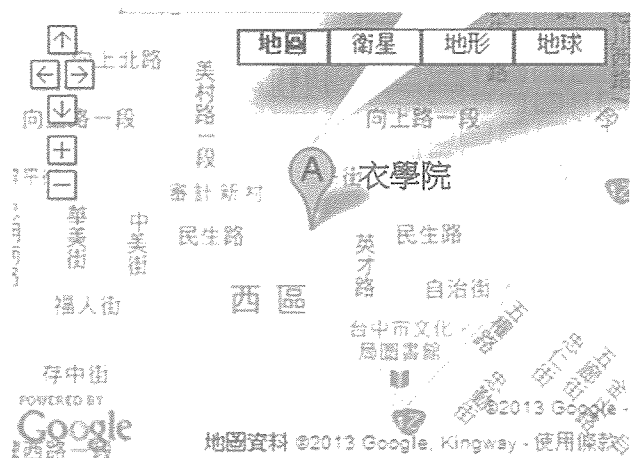 地圖 衛星 地形 地球
向上北路
美村路一段
向上路一段
向上路一段
A
衣學院
審計新村
民生路
民生路
華美街
中美街
英才路
自治街
西區
福人街
台中市文化
局圖書館
存中街
POWERED BY
Google
©2013 Google -
地圖資料 ©2013 Google, Kingway - 使用條款